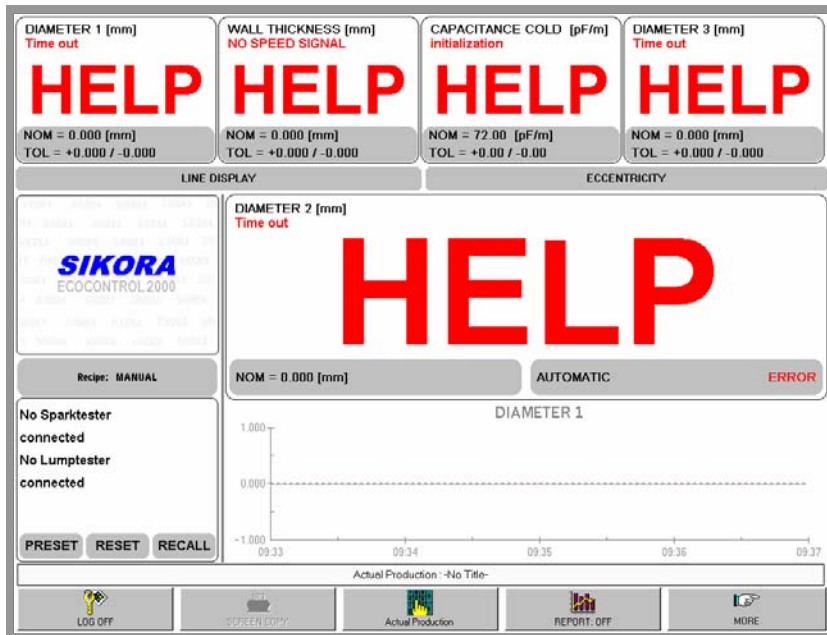 DIAMETER 1 [mm]
Time out
HELP
NOM = 0.000 [mm]
TOL = +0.000 / -0.000
WALL THICKNESS [mm]
NO SPEED SIGNAL
HELP
NOM = 0.000 [mm]
TOL = +0.000 / -0.000
CAPACITANCE COLD [pF/m]
initialization
HELP
NOM = 72.00 [pF/m]
TOL = +0.00 / -0.00
DIAMETER 3 [mm]
Time out
HELP
NOM = 0.000 [mm]
TOL = +0.000 / -0.000
LINE DISPLAY
ECCENTRICITY
SIKORA
ECOCONTROL 2000
Recipe: MANUAL
DIAMETER 2 [mm]
Time out
HELP
NOM = 0.000 [mm]
AUTOMATIC ERROR
No Sparktester
connected
No Lumptester
connected
PRESET RESET RECALL
DIAMETER 1
1.000
0.000
-1.000
09:33 09:34 09:35 09:36 09:37
Actual Production : -No Title-
LOG OFF
SCREEN COPY
Actual Production
REPORT: OFF
MORE